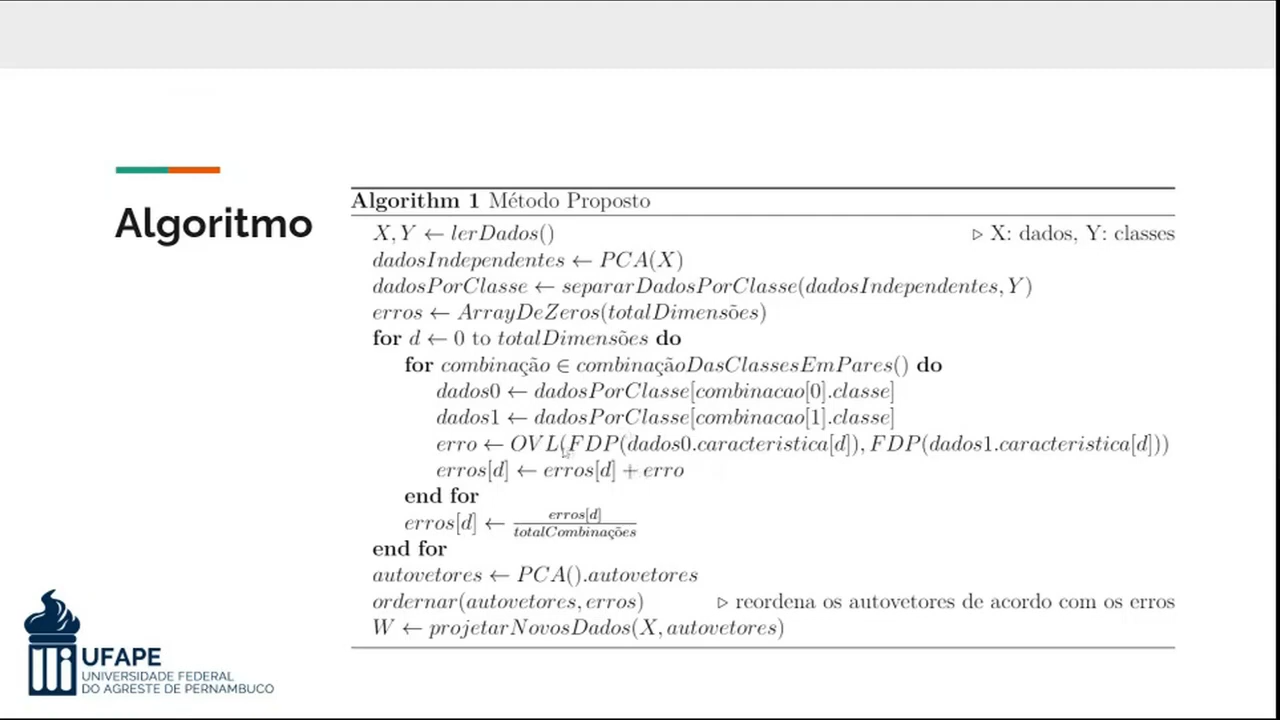 Algoritmo
Algorithm 1 Método Proposto
X, Y ← lerDados() ▷ X: dados, Y: classes
dadosIndependentes ← PCA(X)
dadosPorClasse ← separarDadosPorClasse(dadosIndependentes, Y)
erros ← ArrayDeZeros(totalDimensões)
for d ← 0 to totalDimensões do
for combinação ∈ combinaçãoDasClassesEmPares() do
dados0 ← dadosPorClasse[combinacao[0].classe]
dados1 ← dadosPorClasse[combinacao[1].classe]
erro ← OVL(FDP(dados0.caracteristica[d]), FDP(dados1.caracteristica[d]))
erros[d] ← erros[d] + erro
end for
erros[d] ← erros[d] / totalCombinações
end for
autovetores ← PCA().autovetores
ordernar(autovetores, erros) ▷ reordena os autovetores de acordo com os erros
W ← projetarNovosDados(X, autovetores)
UFAPE
UNIVERSIDADE FEDERAL
DO AGRESTE DE PERNAMBUCO